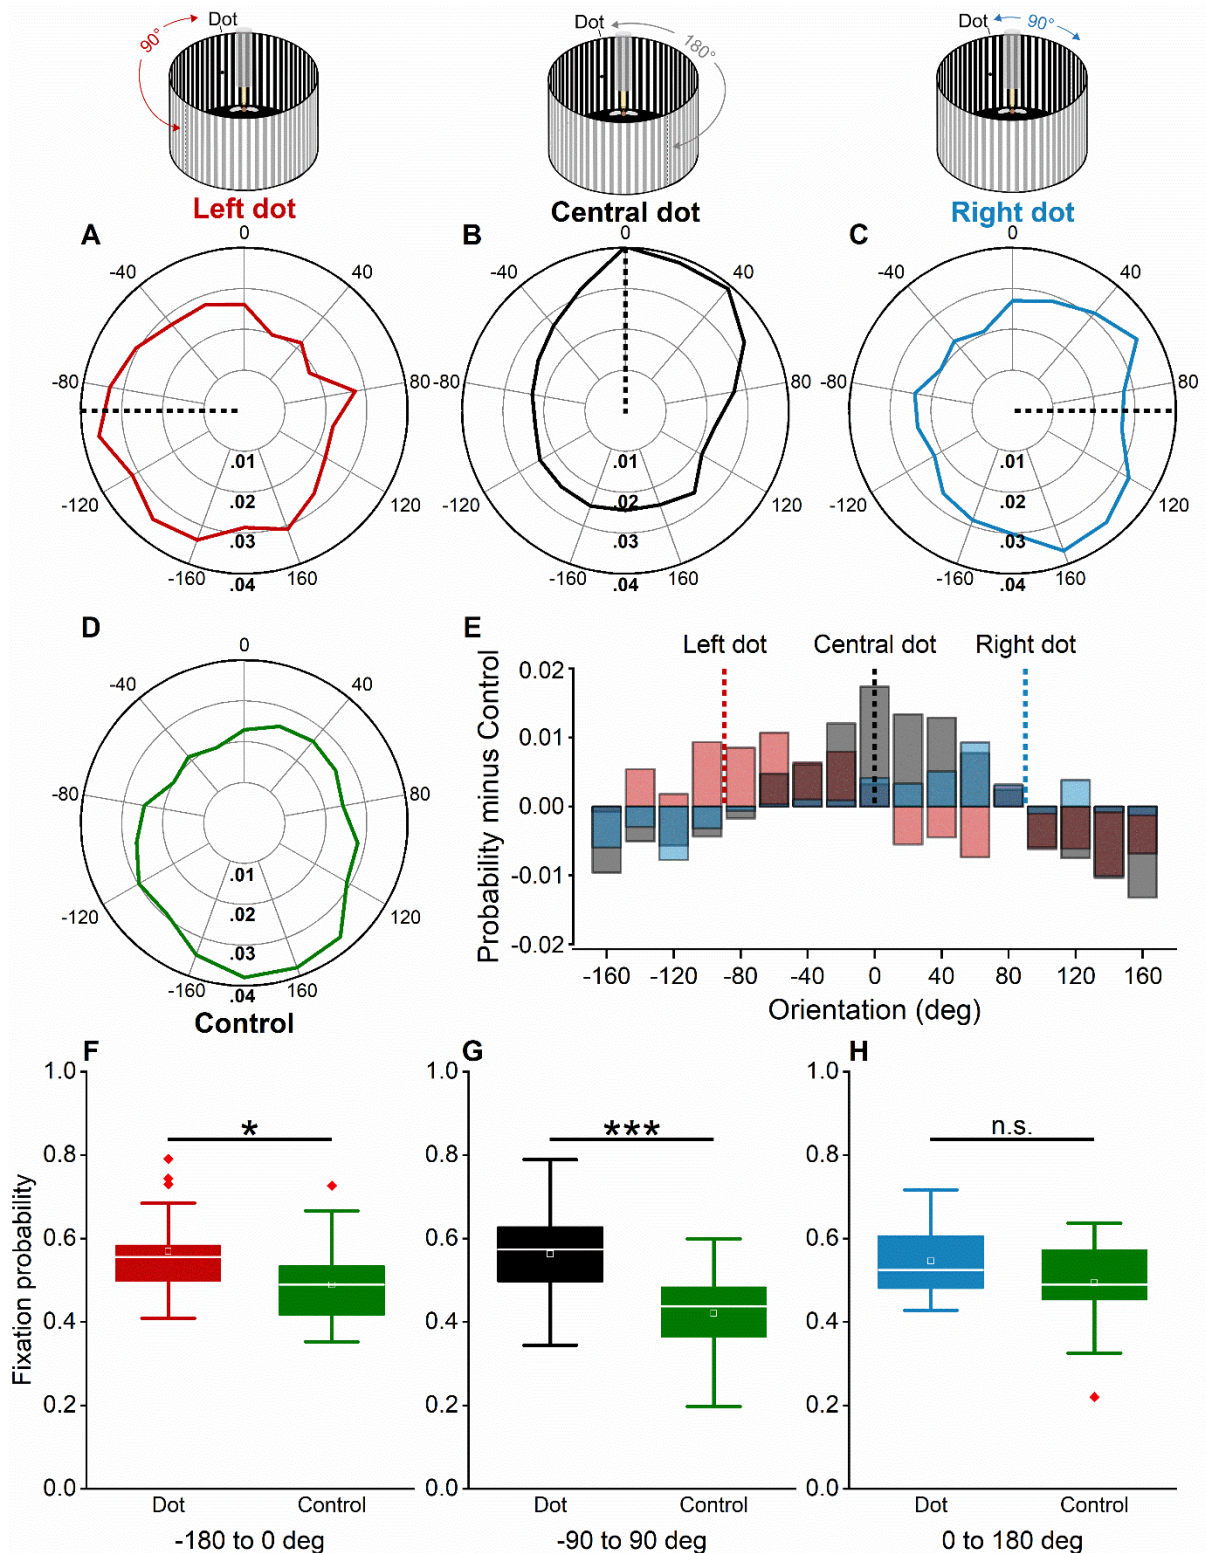 Dot Dot Dot
90° 180° 90°
Left dot Central dot Right dot
A B C
0 0 0
-40 40 40 -40 40
-80 80 -80 80 -80 80
.01 .01 .01
-120 .02 120 -120 .02 120 -120 .02 120
.03 .03 .03
-160 .04 160 -160 .04 160 -160 .04 160
D E
Left dot Central dot Right dot
0
-40 40
-80 80
.01
-120 .02 120
.03
-160 .04 160
Control
Probability minus Control
0.02
0.01
0.00
-0.01
-0.02
-160 -120 -80 -40 0 40 80 120 160
Orientation (deg)
F G H
Fixation probability
1.0 1.0 1.0
* *** n.s.
0.8 0.8 0.8
0.6 0.6 0.6
0.4 0.4 0.4
0.2 0.2 0.2
0.0 0.0 0.0
Dot Control Dot Control Dot Control
-180 to 0 deg -90 to 90 deg 0 to 180 deg